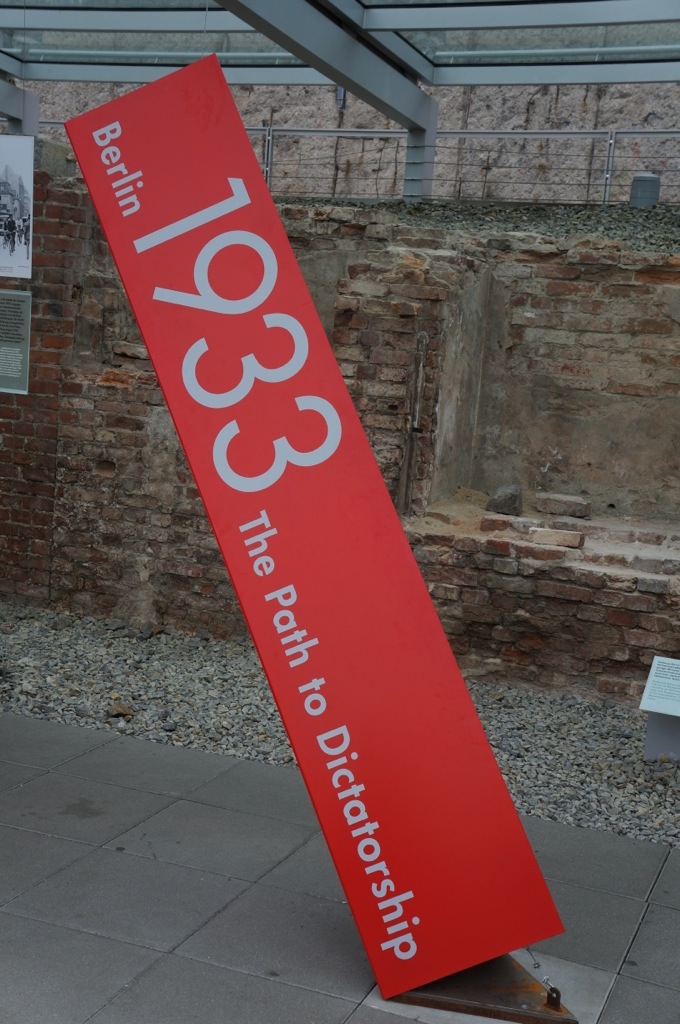 Berlin
1933
The Path to Dictatorship